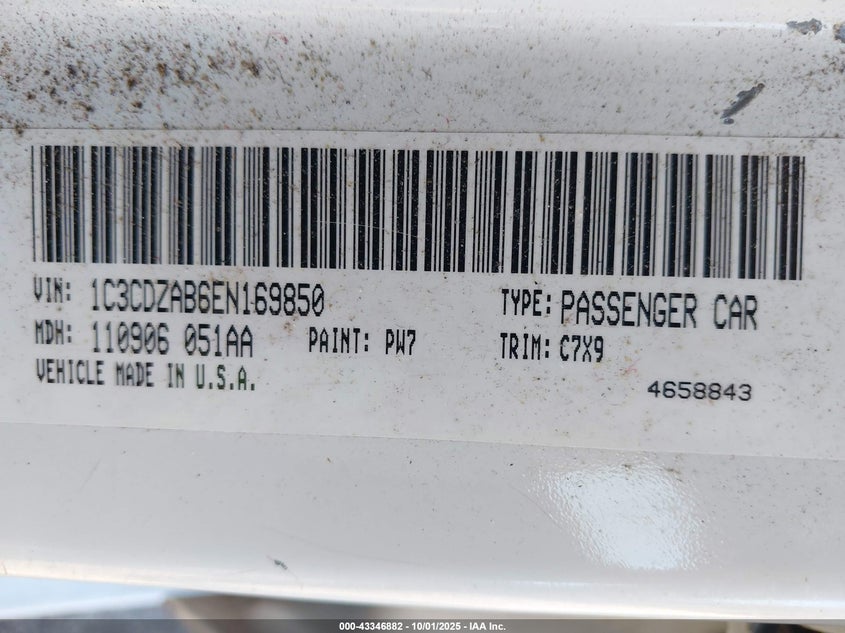 VIN: 1C3CDZAB6EN169850 TYPE: PASSENGER CAR
MDH: 110906 051AA PAINT: PW7 TRIM: C7X9
VEHICLE MADE IN U.S.A. 4658843
000-43346882 - 10/01/2025 - IAA Inc.